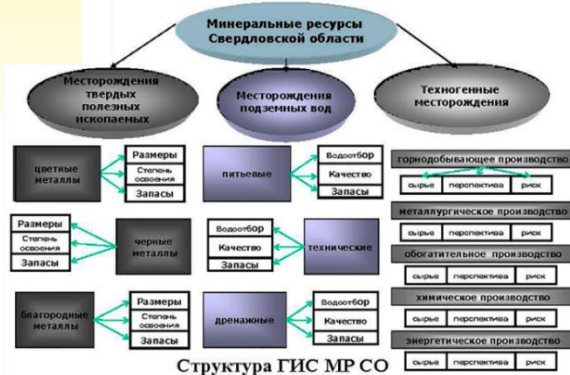 Минеральные ресурсы
Свердловской области
Месторождения
твердых
полезных
ископаемых
Месторождения
подземных вод
Техногенные
месторождения
цветные
металлы
Размеры
Степень
освоения
Запасы
питьевые
Водоотбор
Качество
Запасы
горнодобывающее производство
сырье перспектива риск
Размеры
Степень
освоения
Запасы
черные
металлы
Водоотбор
Качество
Запасы
технические
металлургическое производство
сырье перспектива риск
обогатительное производство
сырье перспектива риск
благородные
металлы
Размеры
Степень
освоения
Запасы
дренажные
Водоотбор
Качество
Запасы
химическое производство
сырье перспектива риск
энергетическое производство
сырье перспектива риск
Структура ГИС МР СО